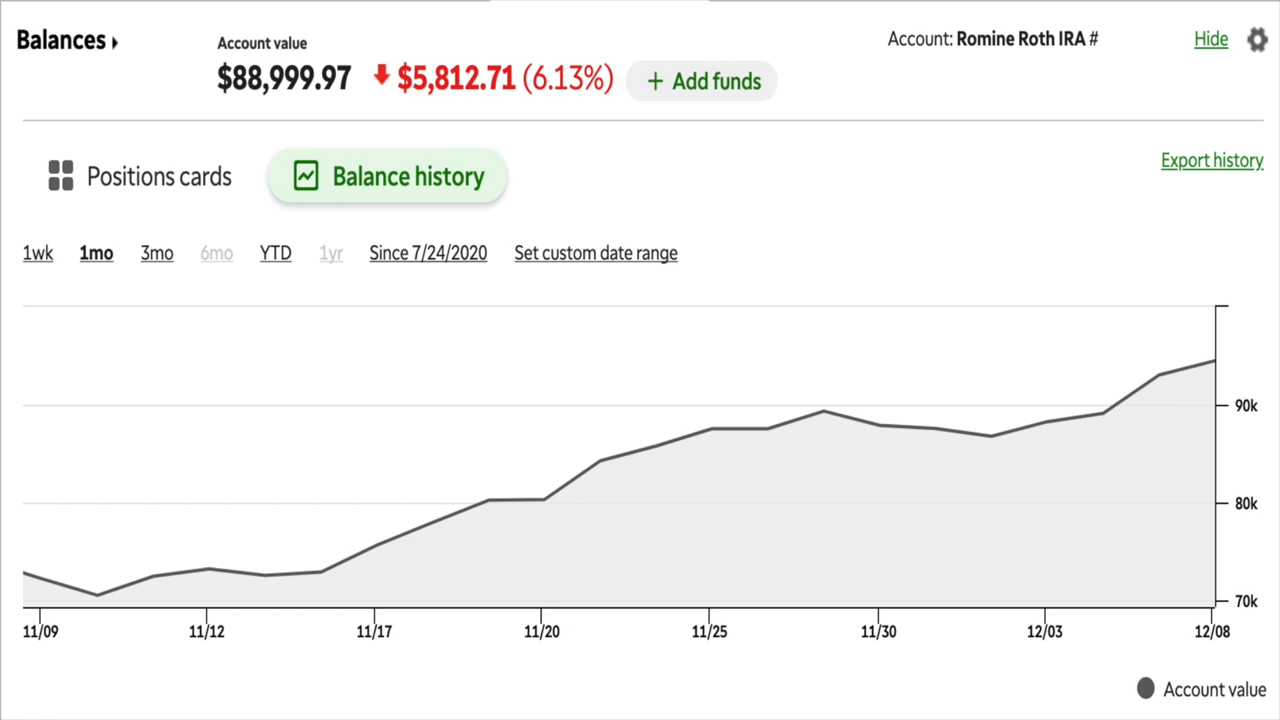 Balances
Account value
Account: Romine Roth IRA #
Hide
$88,999.97 $5,812.71 (6.13%) + Add funds
Positions cards
Balance history
Export history
1wk 1mo 3mo 6mo YTD 1yr Since 7/24/2020 Set custom date range
90k
80k
70k
11/09 11/12 11/17 11/20 11/25 11/30 12/03 12/08
Account value